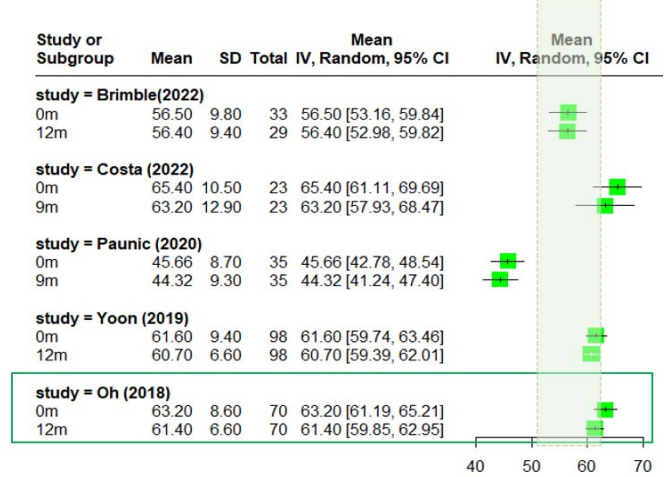 Study or Mean Mean
Subgroup Mean SD Total IV, Random, 95% CI IV, Random, 95% CI
study = Brimble(2022)
0m 56.50 9.80 33 56.50 [53.16, 59.84]
12m 56.40 9.40 29 56.40 [52.98, 59.82]
study = Costa (2022)
0m 65.40 10.50 23 65.40 [61.11, 69.69]
9m 63.20 12.90 23 63.20 [57.93, 68.47]
study = Paunic (2020)
0m 45.66 8.70 35 45.66 [42.78, 48.54]
9m 44.32 9.30 35 44.32 [41.24, 47.40]
study = Yoon (2019)
0m 61.60 9.40 98 61.60 [59.74, 63.46]
12m 60.70 6.60 98 60.70 [59.39, 62.01]
study = Oh (2018)
0m 63.20 8.60 70 63.20 [61.19, 65.21]
12m 61.40 6.60 70 61.40 [59.85, 62.95]
40 50 60 70